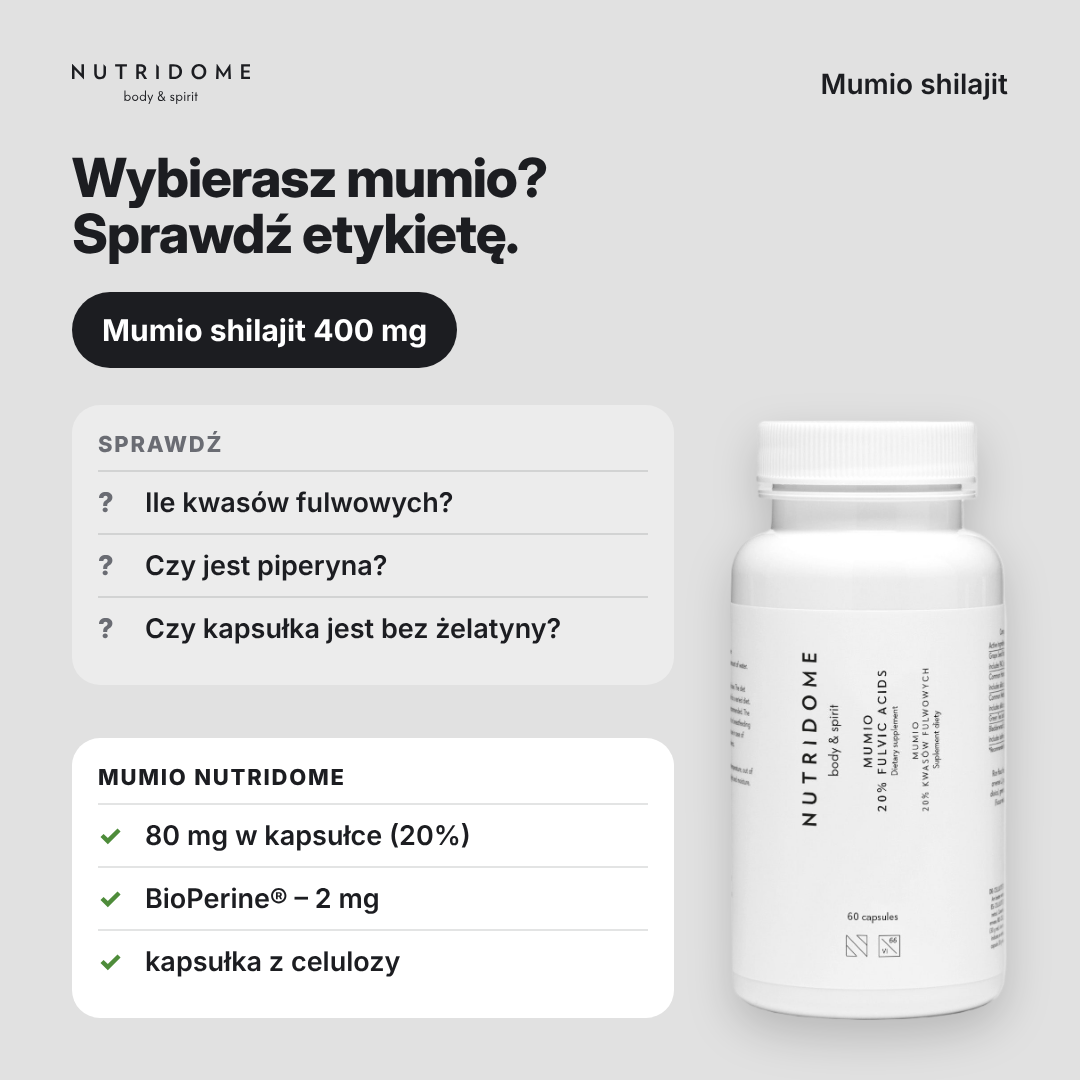 NUTRIDOME
body & spirit
Mumio shilajit
Wybierasz mumio?
Sprawdź etykietę.
Mumio shilajit 400 mg
SPRAWDŹ
? Ile kwasów fulwowych?
? Czy jest piperyna?
? Czy kapsułka jest bez żelatyny?
MUMIO NUTRIDOME
✓ 80 mg w kapsułce (20%)
✓ BioPerine® – 2 mg
✓ kapsułka z celulozy
NUTRIDOME
body & spirit
MUMIO
20% FULVIC ACIDS
Dietary supplement
MUMIO
20% KWASÓW FULWOWYCH
Suplement diety
60 capsules
VI 66